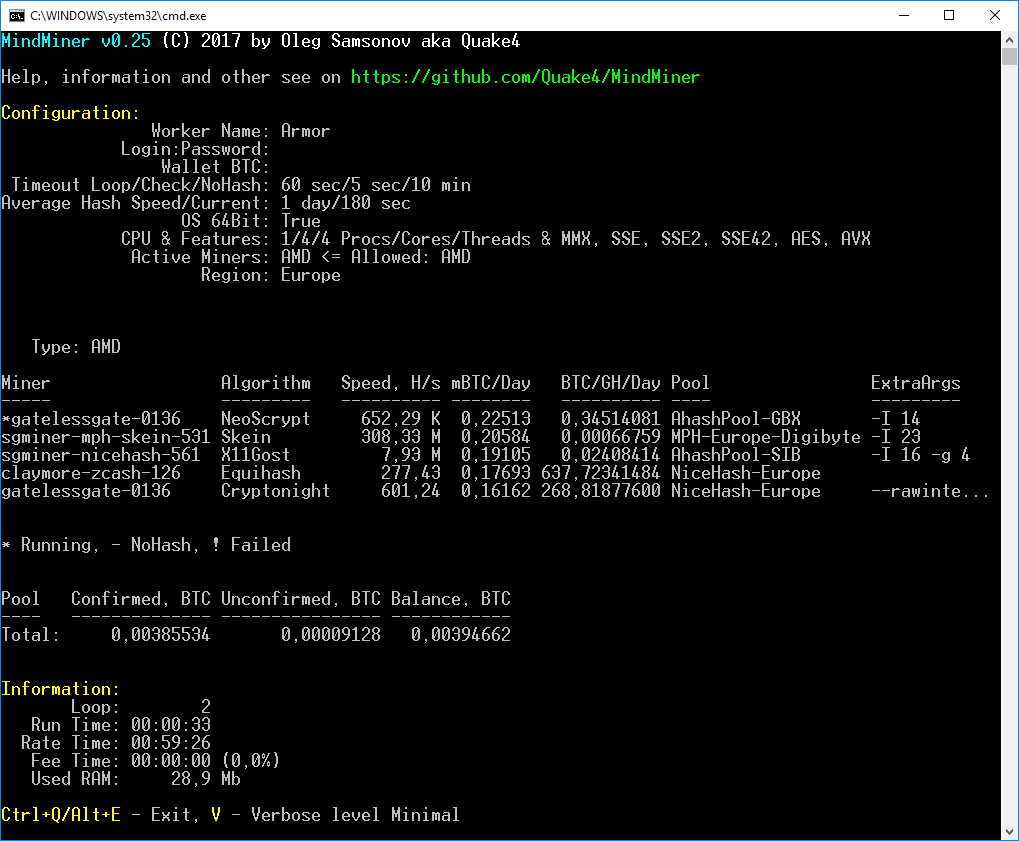 C:\WINDOWS\system32\cmd.exe
MindMiner v0.25 (C) 2017 by Oleg Samsonov aka Quake4
Help, information and other see on https://github.com/Quake4/MindMiner
Configuration:
Worker Name: Armor
Login:Password:
Wallet BTC:
Timeout Loop/Check/NoHash: 60 sec/5 sec/10 min
Average Hash Speed/Current: 1 day/180 sec
OS 64Bit: True
CPU & Features: 1/4/4 Procs/Cores/Threads & MMX, SSE, SSE2, SSE42, AES, AVX
Active Miners: AMD <= Allowed: AMD
Region: Europe
Type: AMD
Miner Algorithm Speed, H/s mBTC/Day BTC/GH/Day Pool ExtraArgs
----- --------- ---------- -------- ---------- ---- ---------
*gatelessgate-0136 NeoScrypt 652,29 K 0,22513 0,34514081 AhashPool-GBX -I 14
sgminer-mph-skein-531 Skein 308,33 M 0,20584 0,00066759 MPH-Europe-Digibyte -I 23
sgminer-nicehash-561 X11Gost 7,93 M 0,19105 0,02408414 AhashPool-SIB -I 16 -g 4
claymore-zcash-126 Equihash 277,43 0,17693 637,72341484 NiceHash-Europe
gatelessgate-0136 Cryptonight 601,24 0,16162 268,81877600 NiceHash-Europe --rawinte...
* Running, - NoHash, ! Failed
Pool Confirmed, BTC Unconfirmed, BTC Balance, BTC
---- -------------- ---------------- ------------
Total: 0,00385534 0,00009128 0,00394662
Information:
Loop: 2
Run Time: 00:00:33
Rate Time: 00:59:26
Fee Time: 00:00:00 (0,0%)
Used RAM: 28,9 Mb
Ctrl+Q/Alt+E - Exit, V - Verbose level Minimal